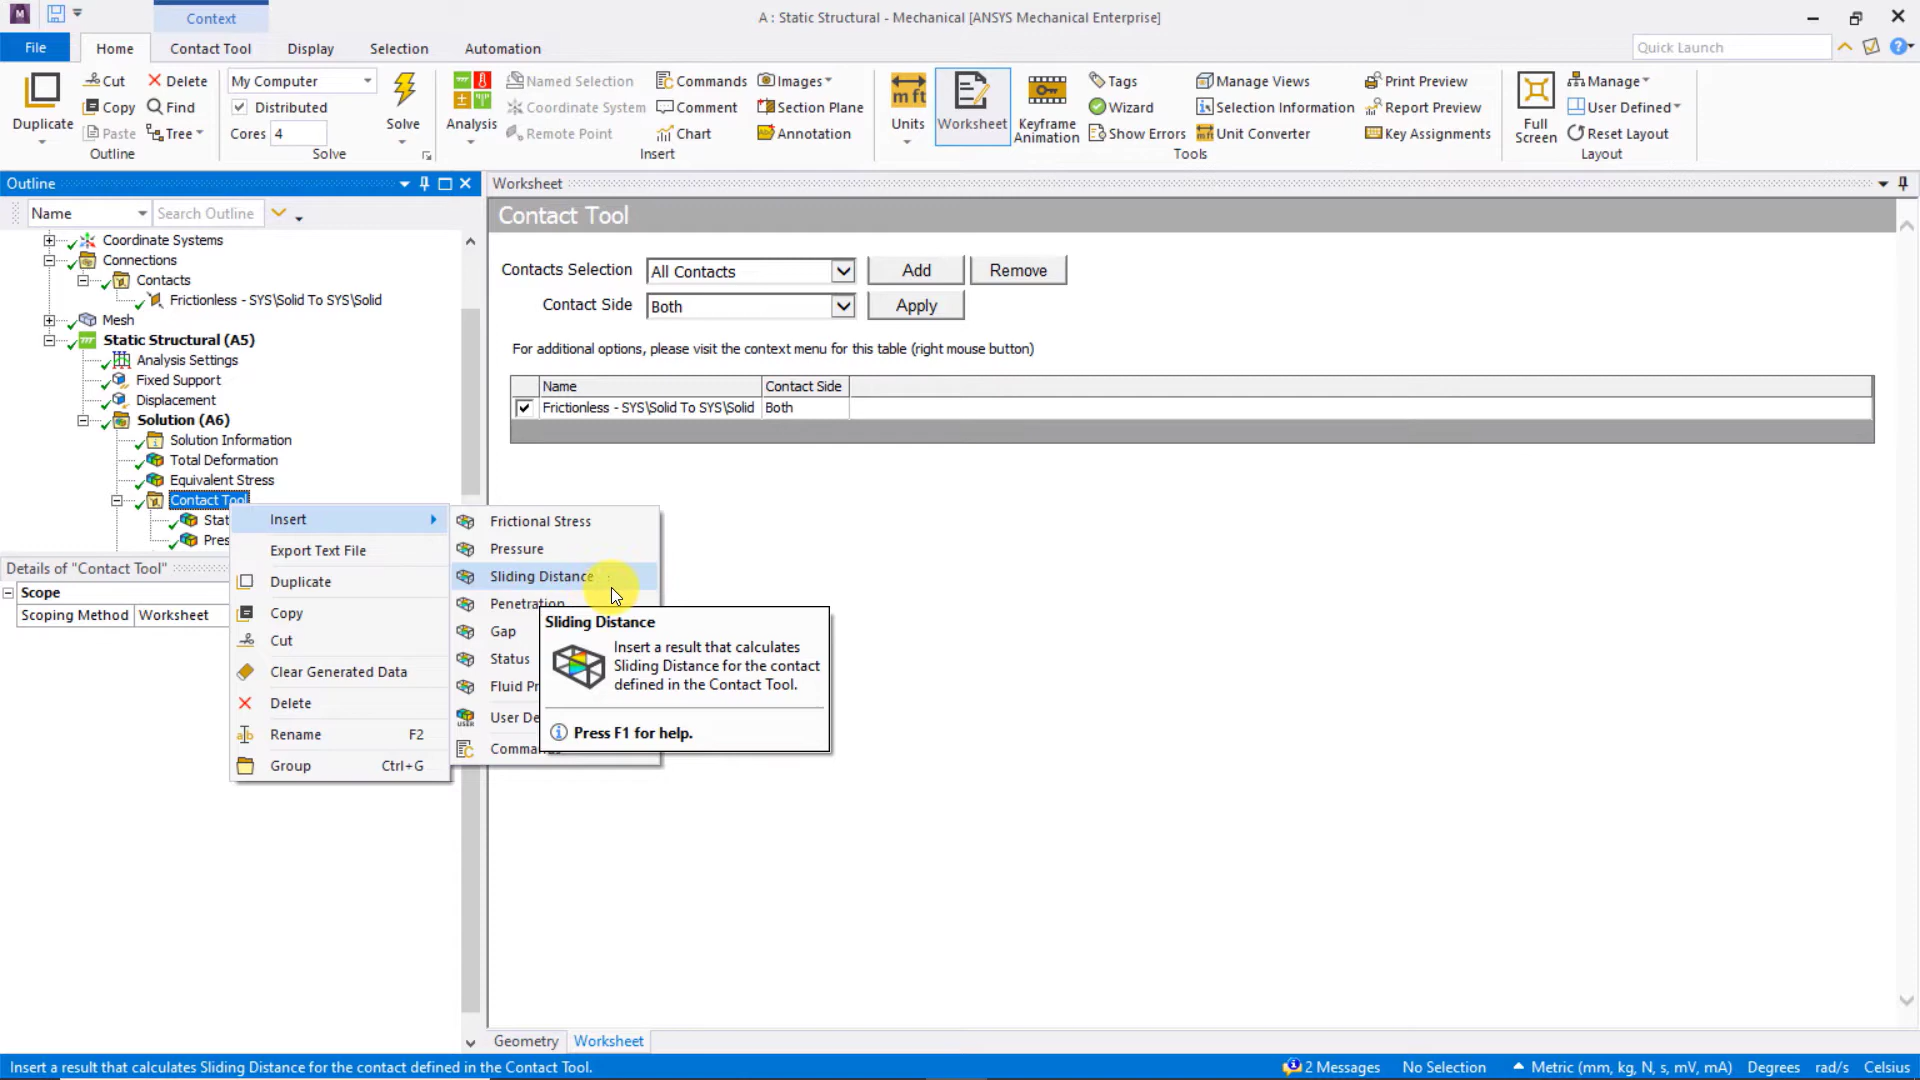 Context
A : Static Structural - Mechanical [ANSYS Mechanical Enterprise]
File
Home
Contact Tool
Display
Selection
Automation
Quick Launch
Duplicate
Cut
Delete
Copy
Find
Paste
Tree
Outline
My Computer
Distributed
Cores 4
Solve
Solve
Analysis
Named Selection
Coordinate System
Remote Point
Commands
Comment
Chart
Images
Section Plane
Annotation
Insert
Units
Worksheet
Keyframe
Animation
Tags
Wizard
Show Errors
Manage Views
Selection Information
Unit Converter
Print Preview
Report Preview
Key Assignments
Tools
Full
Screen
Manage
User Defined
Reset Layout
Layout
Outline
Name
Search Outline
Coordinate Systems
Connections
Contacts
Frictionless - SYS\Solid To SYS\Solid
Mesh
Static Structural (A5)
Analysis Settings
Fixed Support
Displacement
Solution (A6)
Solution Information
Total Deformation
Equivalent Stress
Contact Tool
Stat
Pres
Details of "Contact Tool"
Scope
Scoping Method
Worksheet
Insert
Export Text File
Duplicate
Copy
Cut
Clear Generated Data
Delete
Rename F2
Group Ctrl+G
Frictional Stress
Pressure
Sliding Distance
Penetration
Gap
Status
Fluid Pr
User De
Comman
Sliding Distance
Insert a result that calculates
Sliding Distance for the contact
defined in the Contact Tool.
Press F1 for help.
Worksheet
Contact Tool
Contacts Selection
All Contacts
Add
Remove
Contact Side
Both
Apply
For additional options, please visit the context menu for this table (right mouse button)
Name
Contact Side
Frictionless - SYS\Solid To SYS\Solid
Both
Geometry
Worksheet
Insert a result that calculates Sliding Distance for the contact defined in the Contact Tool.
2 Messages
No Selection
Metric (mm, kg, N, s, mV, mA)
Degrees
rad/s
Celsius